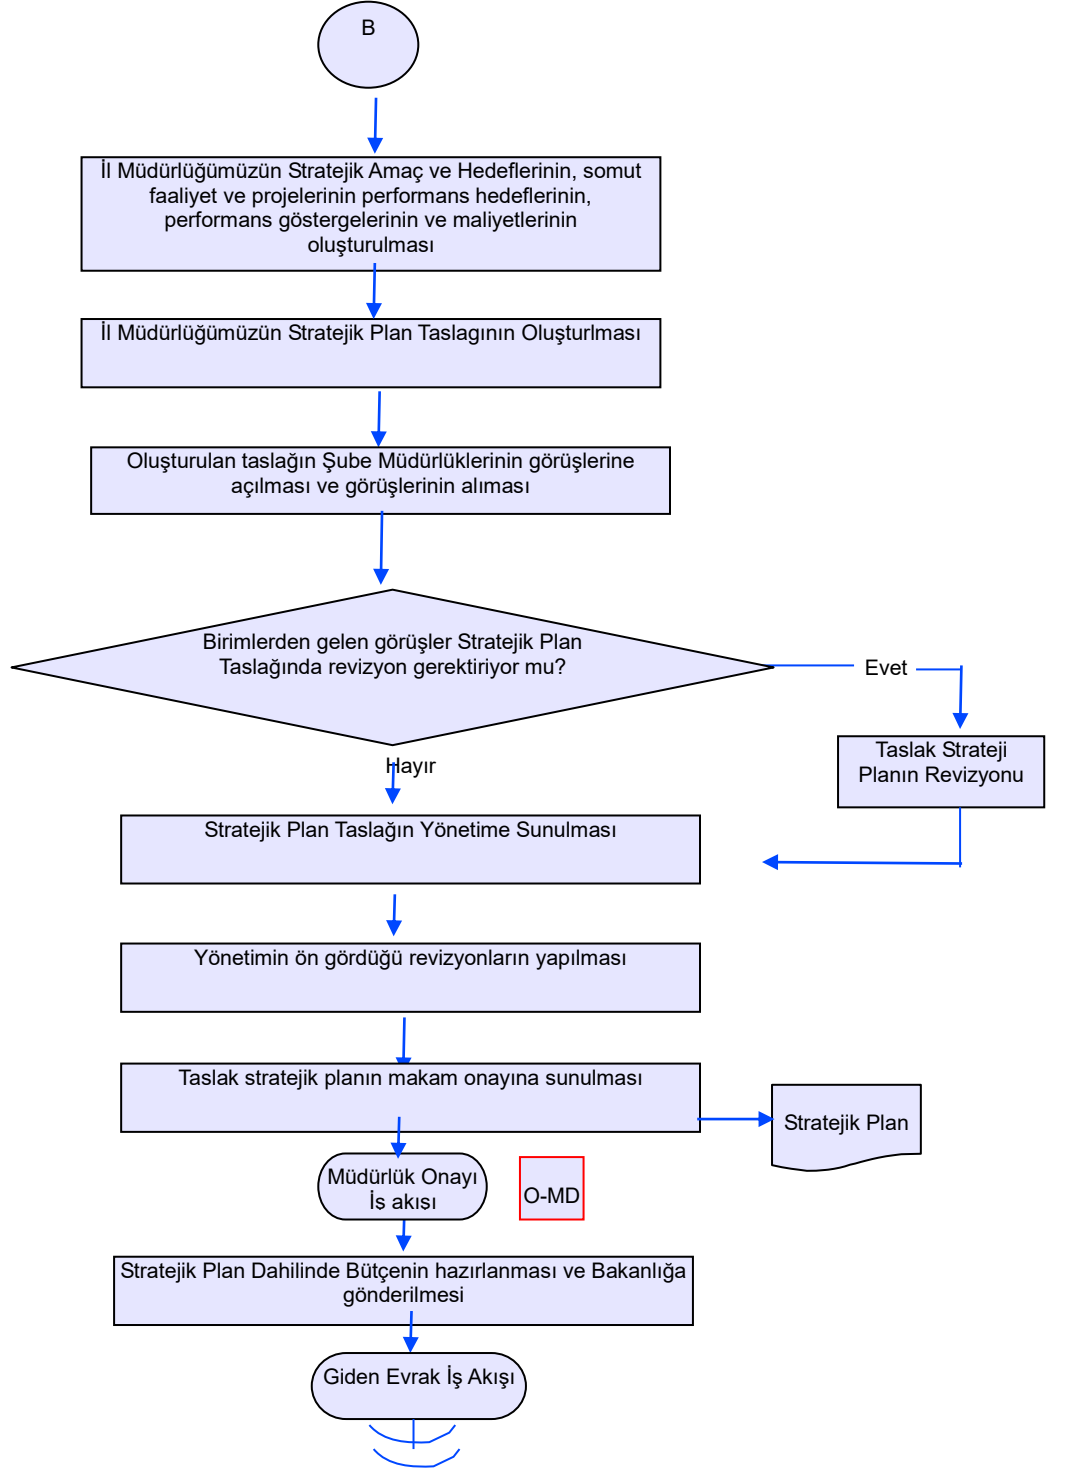 B
İl Müdürlüğümüzün Stratejik Amaç ve Hedeflerinin, somut
faaliyet ve projelerinin performans hedeflerinin,
performans göstergelerinin ve maliyetlerinin
oluşturulması
İl Müdürlüğümüzün Stratejik Plan Taslagının Oluşturlması
Oluşturulan taslağın Şube Müdürlüklerinin görüşlerine
açılması ve görüşlerinin alıması
Birimlerden gelen görüşler Stratejik Plan
Taslağında revizyon gerektiriyor mu?
Evet
Taslak Strateji
Planın Revizyonu
Hayır
Stratejik Plan Taslağın Yönetime Sunulması
Yönetimin ön gördüğü revizyonların yapılması
Taslak stratejik planın makam onayına sunulması
Stratejik Plan
Müdürlük Onayı
İş akışı
O-MD
Stratejik Plan Dahilinde Bütçenin hazırlanması ve Bakanlığa
gönderilmesi
Giden Evrak İş Akışı